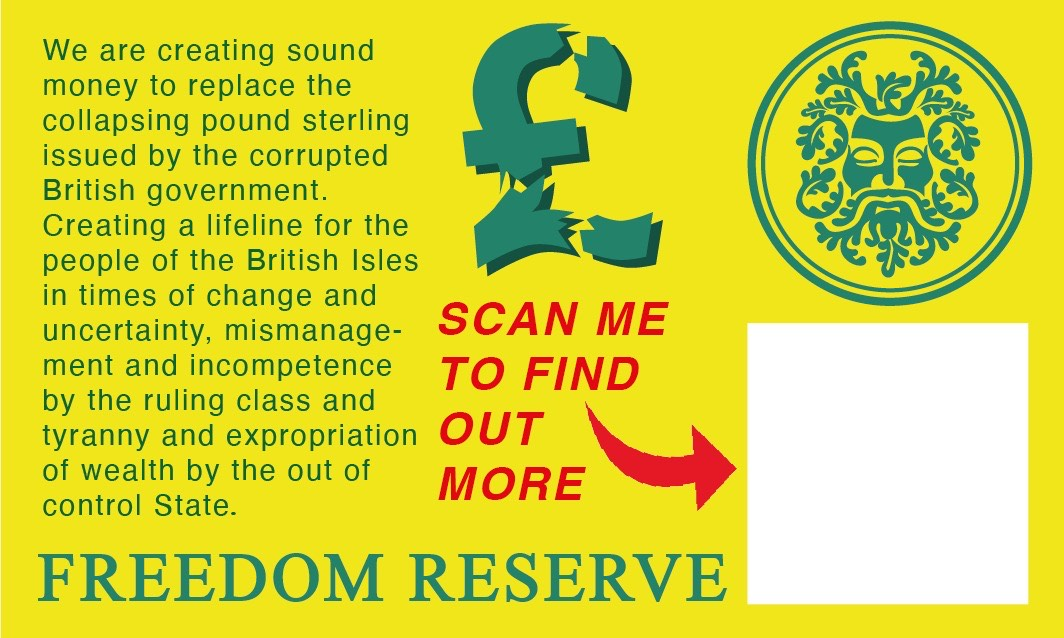 We are creating sound
money to replace the
collapsing pound sterling
issued by the corrupted
British government.
Creating a lifeline for the
people of the British Isles
in times of change and
uncertainty, mismanage-
ment and incompetence
by the ruling class and
tyranny and expropriation
of wealth by the out of
control State.
£
SCAN ME
TO FIND
OUT
MORE
FREEDOM RESERVE